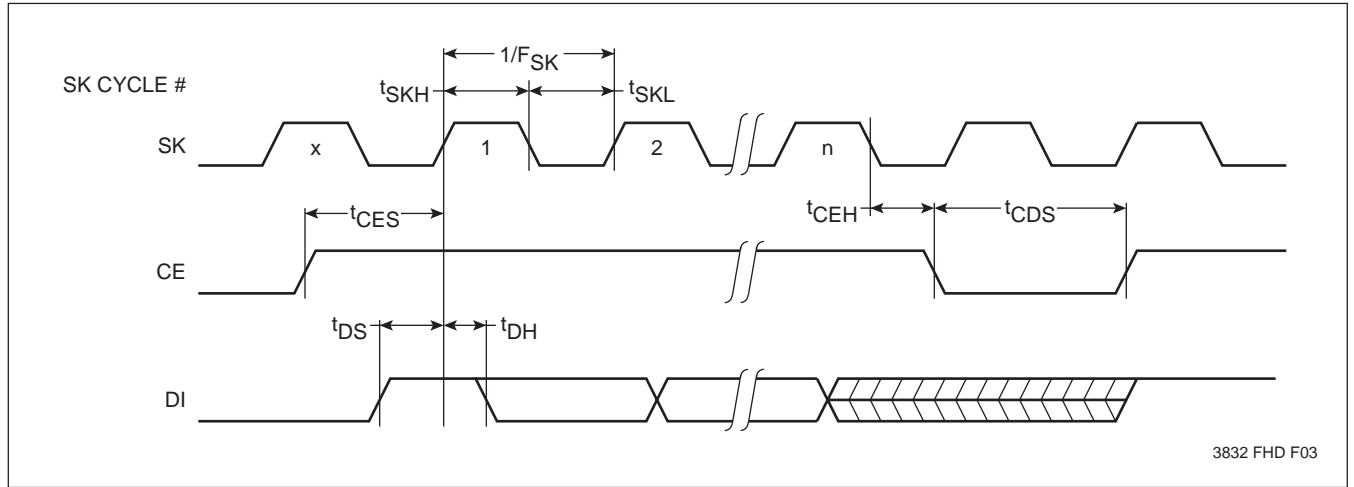 1/FSK
SK CYCLE #
tSKH
tSKL
SK
x
1
2
n
tCES
tCEH
tCDS
CE
tDS
tDH
DI
3832 FHD F03